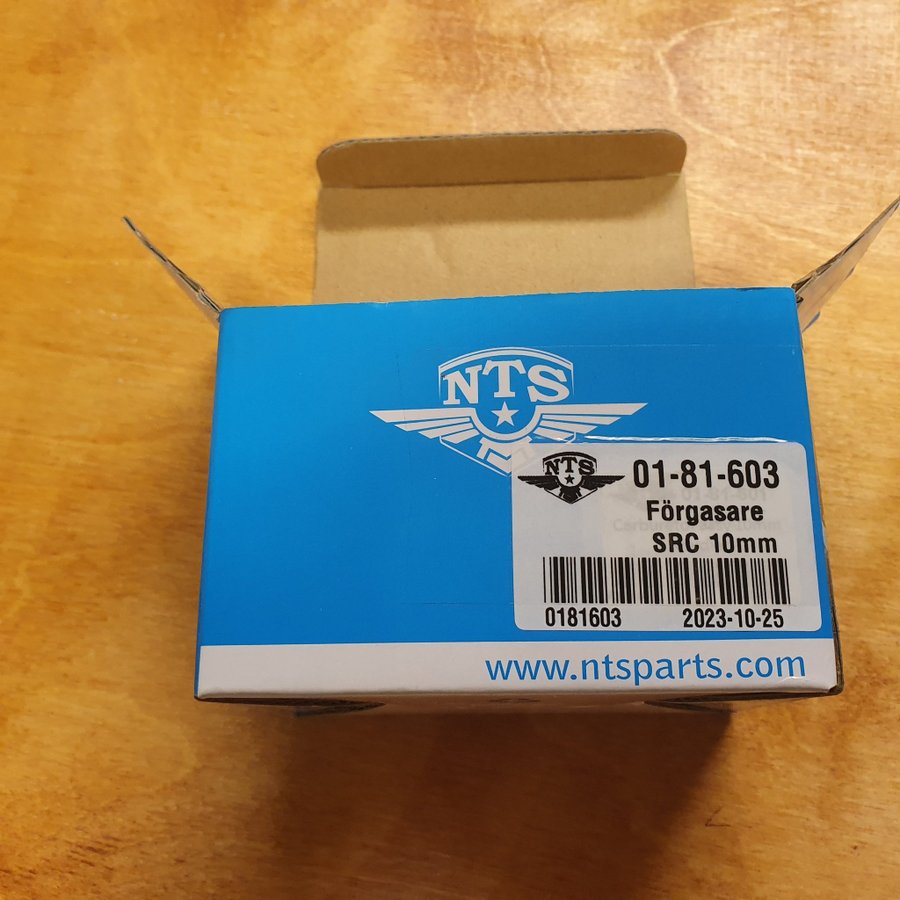 NTS
NTS 01-81-603
Förgasare
SRC 10mm
0181603 2023-10-25
www.ntsparts.com